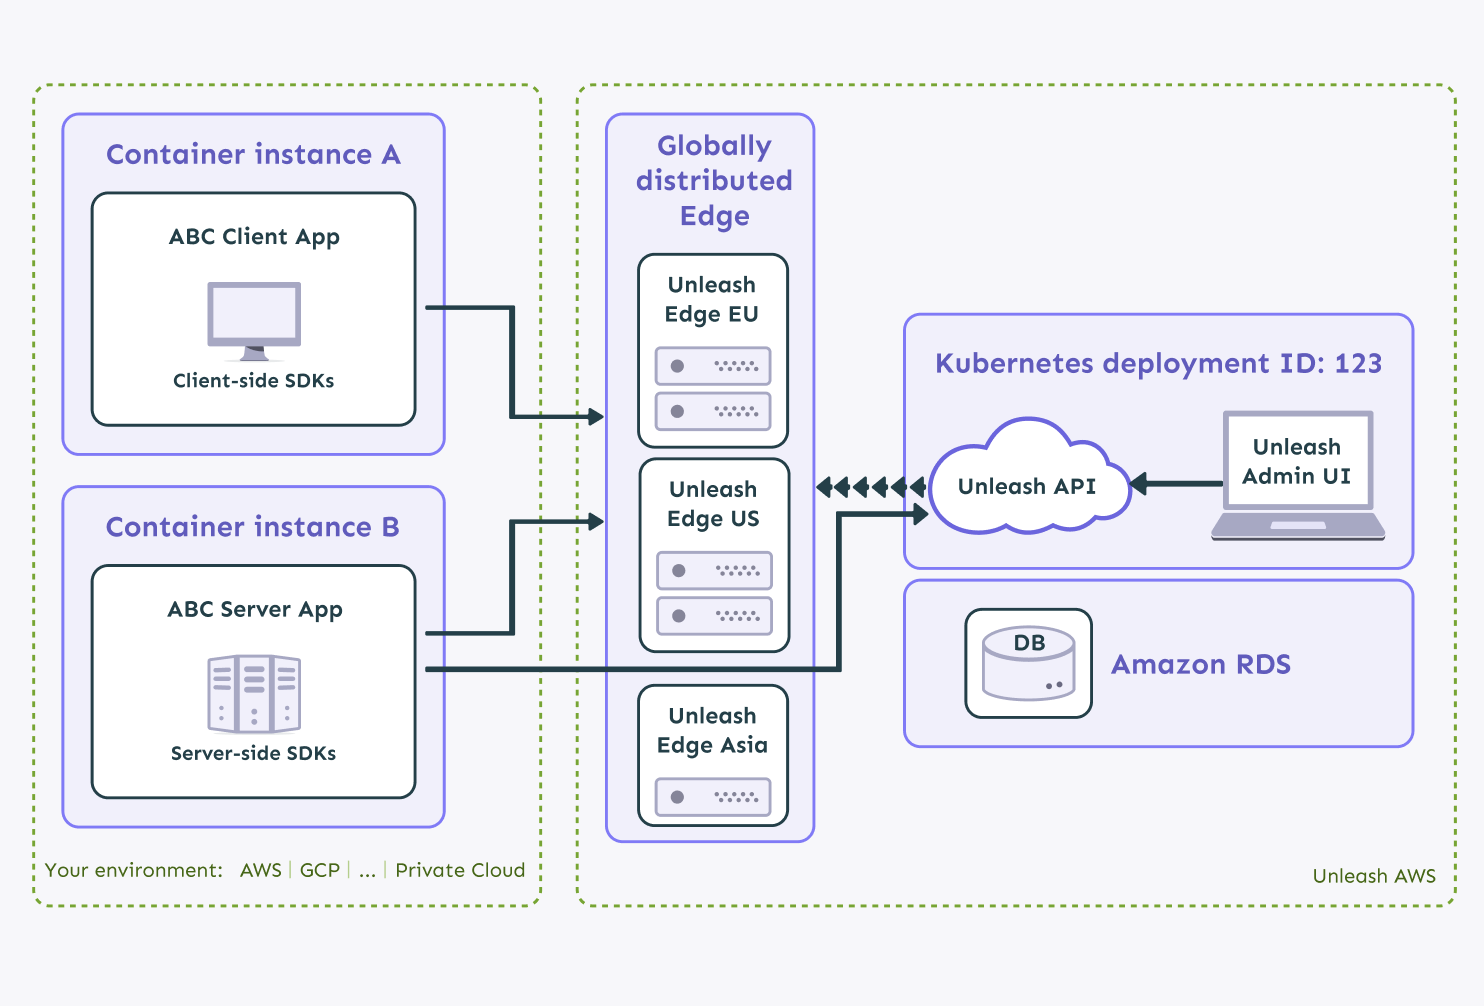 Container instance A
ABC Client App
Client-side SDKs
Container instance B
ABC Server App
Server-side SDKs
Your environment: AWS | GCP | ... | Private Cloud
Globally
distributed
Edge
Unleash
Edge EU
Unleash
Edge US
Unleash
Edge Asia
Kubernetes deployment ID: 123
Unleash API
Unleash
Admin UI
DB
Amazon RDS
Unleash AWS